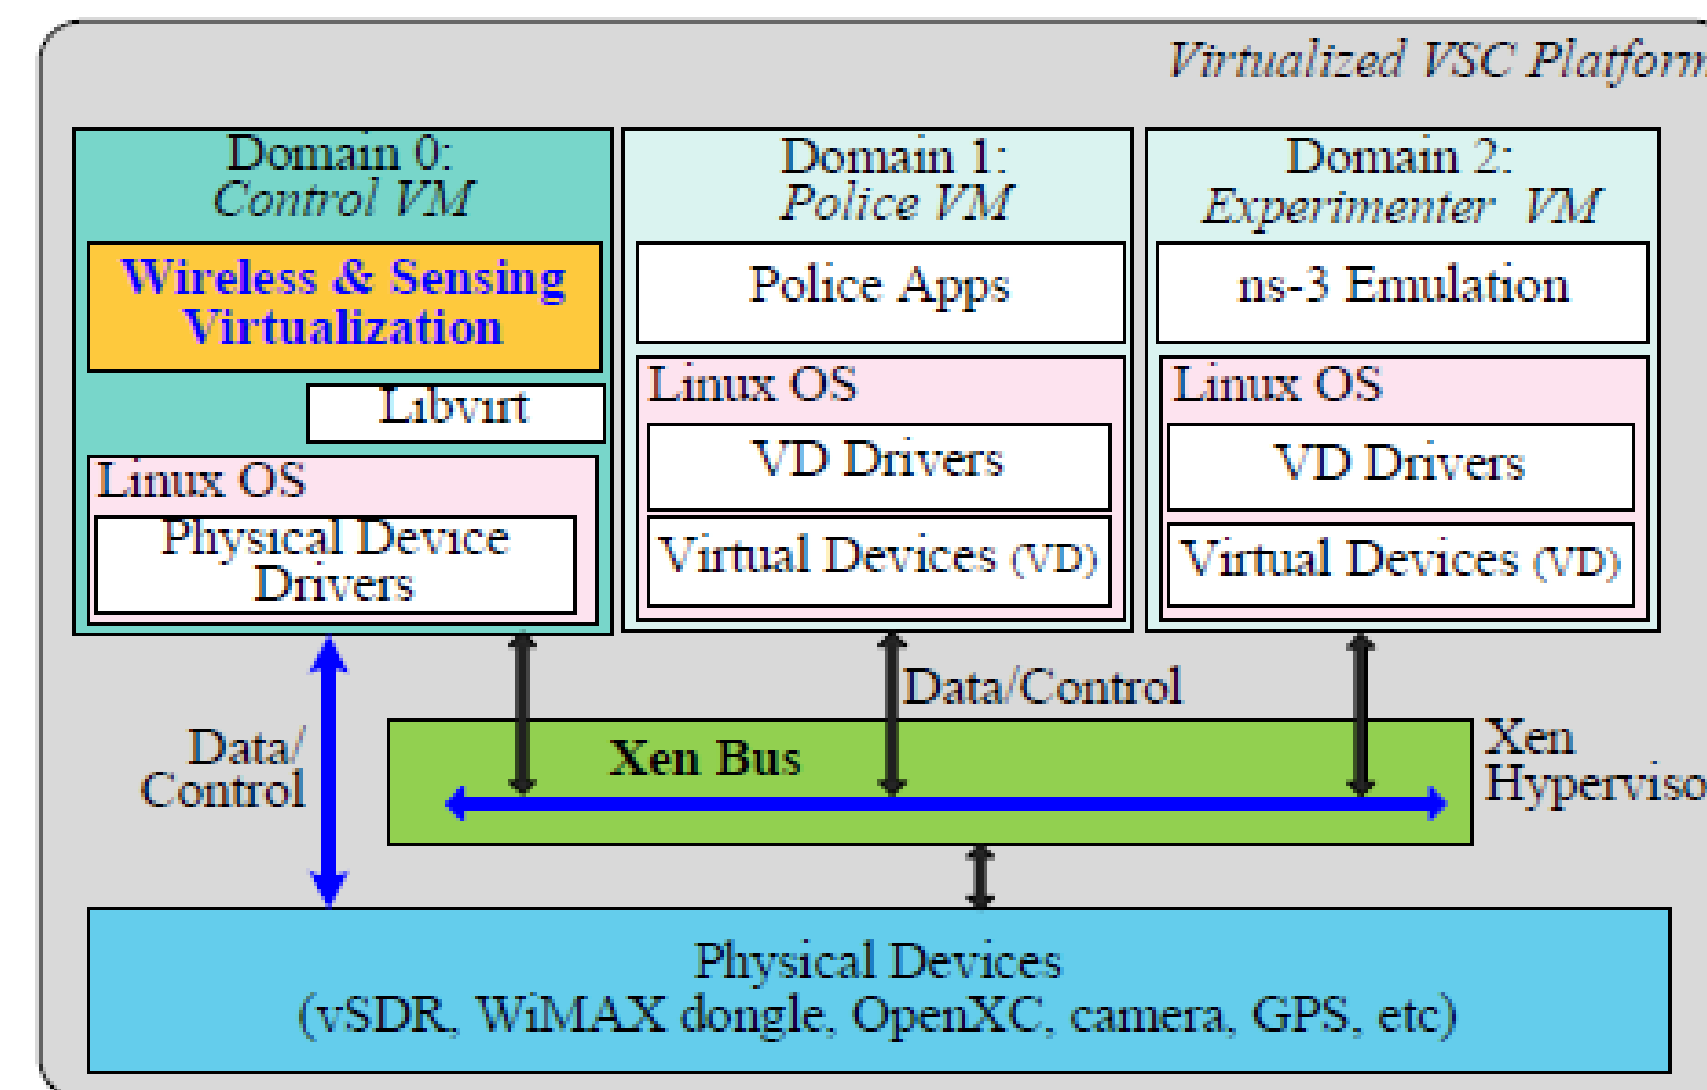 Virtualized VSC Platform
Domain 0:
Control VM
Wireless & Sensing
Virtualization
Libvirt
Linux OS
Physical Device
Drivers
Domain 1:
Police VM
Police Apps
Linux OS
VD Drivers
Virtual Devices (VD)
Domain 2:
Experimenter VM
ns-3 Emulation
Linux OS
VD Drivers
Virtual Devices (VD)
Data/
Control
Data/Control
Xen Bus
Xen
Hyperviso
Physical Devices
(vSDR, WiMAX dongle, OpenXC, camera, GPS, etc)